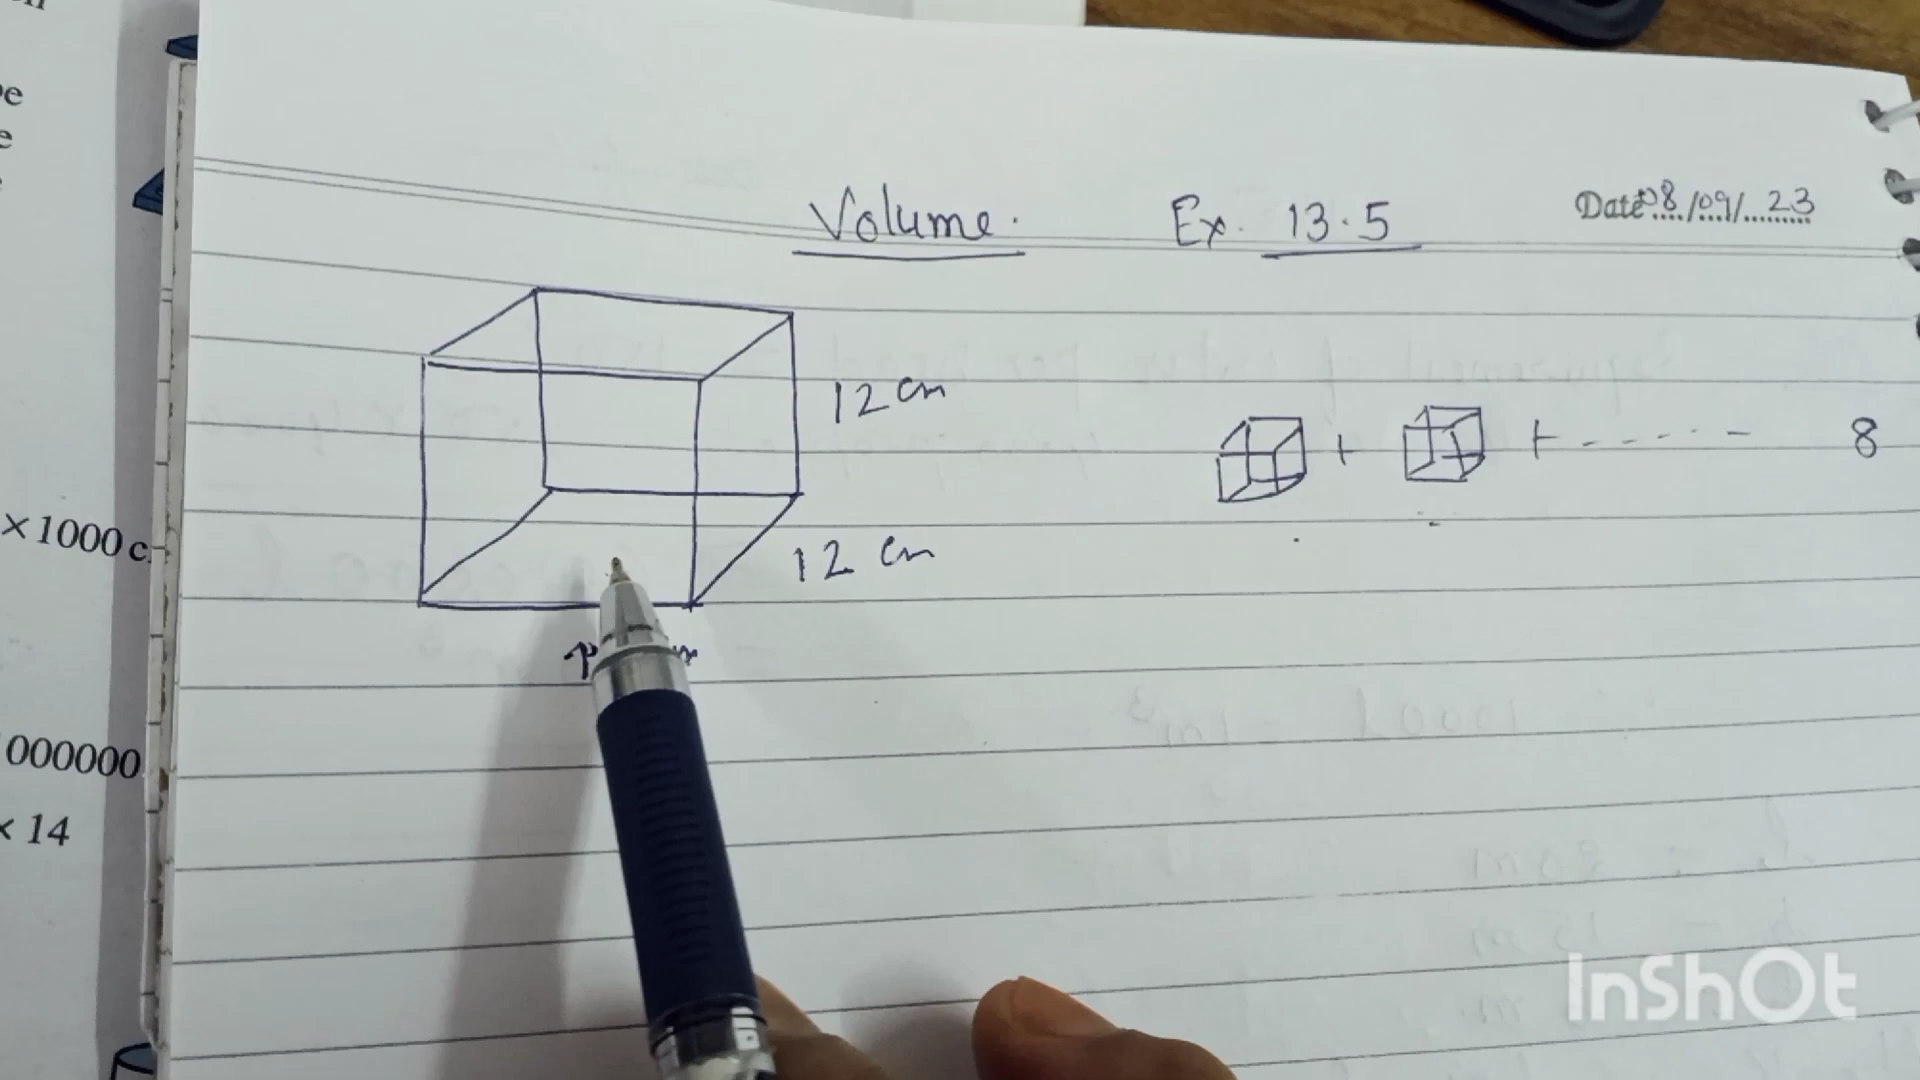 Volume. Ex. 13.5 Date: 08/09/23
12 cm
+ + ------ 8
12 cm
×1000 c
000000
× 14
InShOt